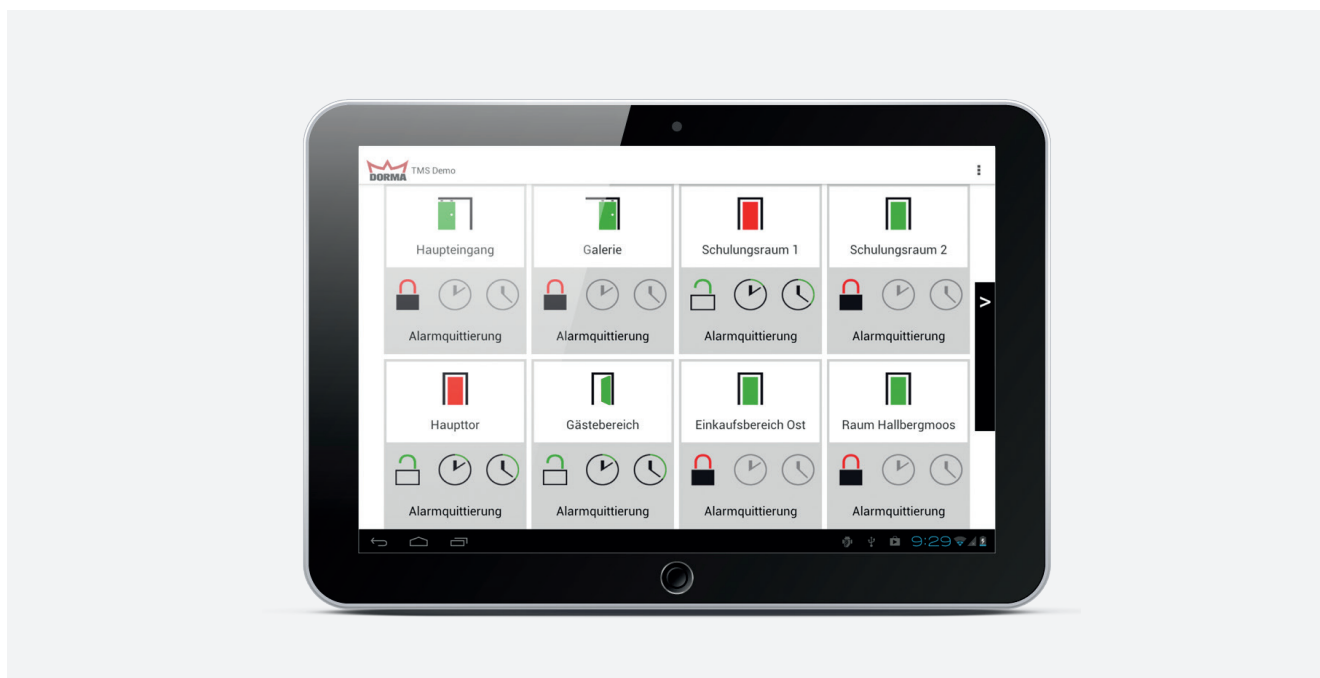 DORMA
TMS Demo
Haupteingang
Galerie
Schulungsraum 1
Schulungsraum 2
Alarmquittierung
Alarmquittierung
Alarmquittierung
Alarmquittierung
>
Haupttor
Gästebereich
Einkaufsbereich Ost
Raum Hallbergmoos
Alarmquittierung
Alarmquittierung
Alarmquittierung
Alarmquittierung
9:29